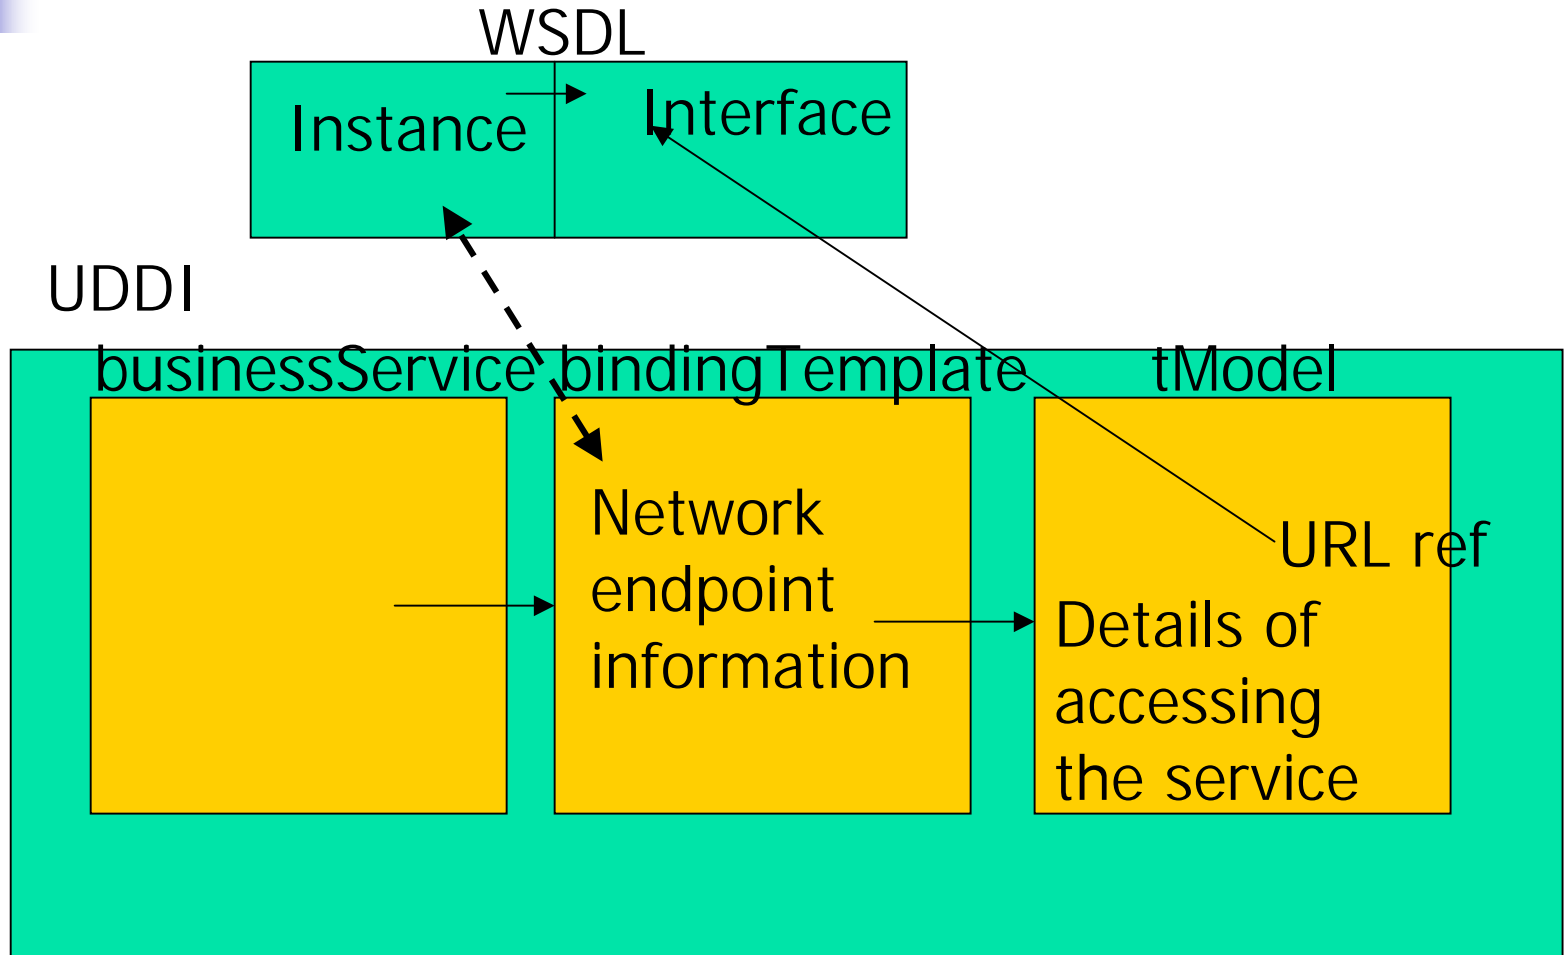 WSDL
Instance
Interface
UDDI
businessService bindingTemplate tModel
Network
endpoint
information
URL ref
Details of
accessing
the service